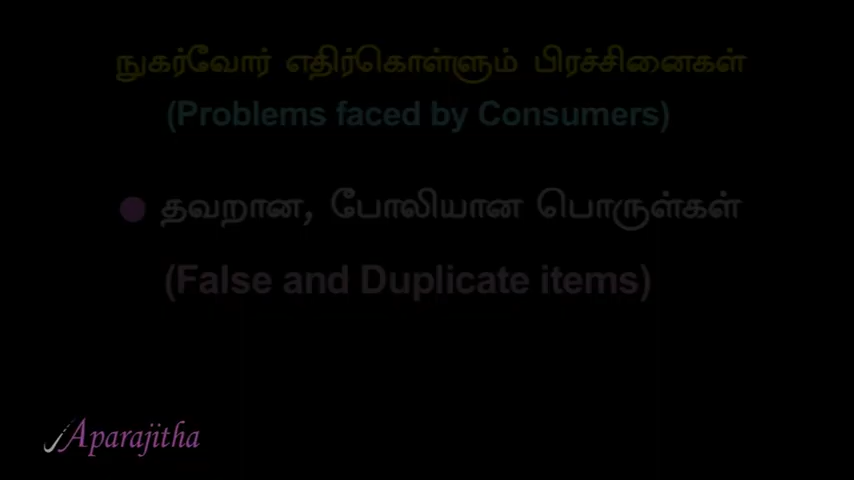 நுகர்வோர் எதிர்கொள்ளும் பிரச்சினைகள்
(Problems faced by Consumers)
தவறான, போலியான பொருள்கள்
(False and Duplicate items)
Aparajitha